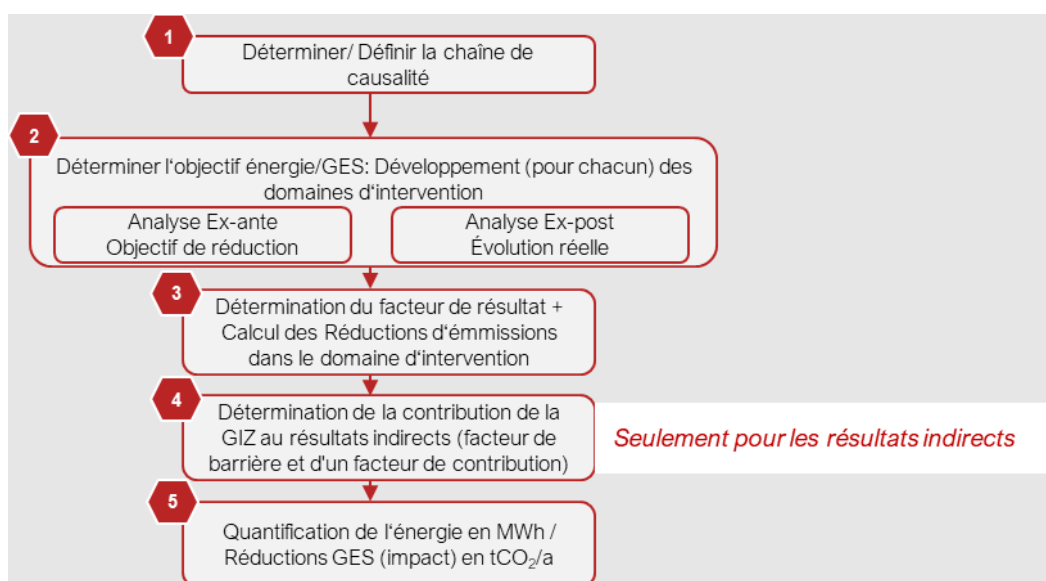 1
Déterminer/ Définir la chaîne de
causalité
2
Déterminer l'objectif énergie/GES: Développement (pour chacun) des
domaines d'intervention
Analyse Ex-ante
Objectif de réduction
Analyse Ex-post
Évolution réelle
3
Détermination du facteur de résultat +
Calcul des Réductions d'émmissions
dans le domaine d'intervention
4
Détermination de la contribution de la
GIZ au résultats indirects (facteur de
barrière et d'un facteur de contribution)
Seulement pour les résultats indirects
5
Quantification de l'énergie en MWh /
Réductions GES (impact) en tCO₂/a